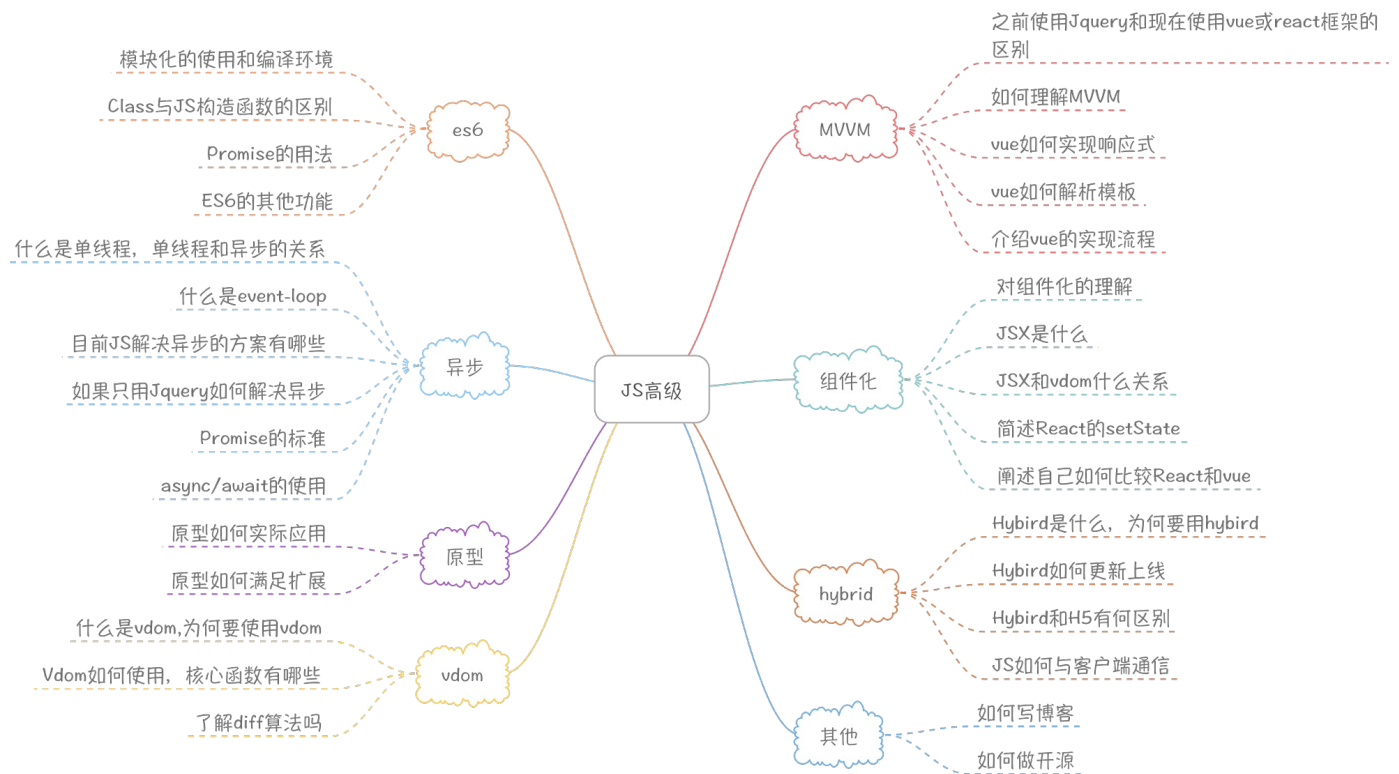 JS高级
es6
模块化的使用和编译环境
Class与JS构造函数的区别
Promise的用法
ES6的其他功能
异步
什么是单线程，单线程和异步的关系
什么是event-loop
目前JS解决异步的方案有哪些
如果只用Jquery如何解决异步
Promise的标准
async/await的使用
原型
原型如何实际应用
原型如何满足扩展
vdom
什么是vdom,为何要使用vdom
Vdom如何使用，核心函数有哪些
了解diff算法吗
MVVM
之前使用Jquery和现在使用vue或react框架的
区别
如何理解MVVM
vue如何实现响应式
vue如何解析模板
介绍vue的实现流程
组件化
对组件化的理解
JSX是什么
JSX和vdom什么关系
简述React的setState
阐述自己如何比较React和vue
hybrid
Hybird是什么，为何要用hybird
Hybird如何更新上线
Hybird和H5有何区别
JS如何与客户端通信
其他
如何写博客
如何做开源